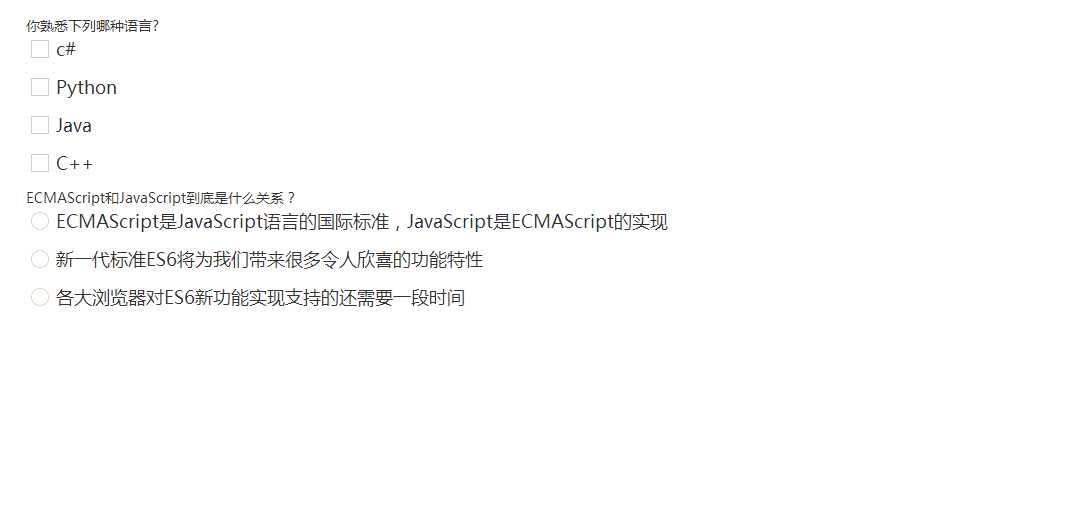 你熟悉下列哪种语言?
c#
Python
Java
C++
ECMAScript和JavaScript到底是什么关系？
ECMAScript是JavaScript语言的国际标准，JavaScript是ECMAScript的实现
新一代标准ES6将为我们带来很多令人欣喜的功能特性
各大浏览器对ES6新功能实现支持的还需要一段时间